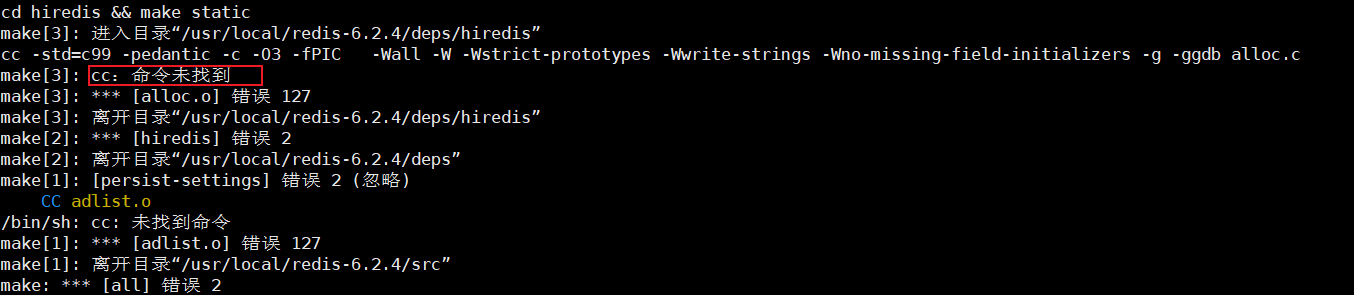 cd hiredis && make static
make[3]: 进入目录“/usr/local/redis-6.2.4/deps/hiredis”
cc -std=c99 -pedantic -c -O3 -fPIC   -Wall -W -Wstrict-prototypes -Wwrite-strings -Wno-missing-field-initializers -g -ggdb alloc.c
make[3]: cc：命令未找到
make[3]: *** [alloc.o] 错误 127
make[3]: 离开目录“/usr/local/redis-6.2.4/deps/hiredis”
make[2]: *** [hiredis] 错误 2
make[2]: 离开目录“/usr/local/redis-6.2.4/deps”
make[1]: [persist-settings] 错误 2 (忽略)
    CC adlist.o
/bin/sh: cc: 未找到命令
make[1]: *** [adlist.o] 错误 127
make[1]: 离开目录“/usr/local/redis-6.2.4/src”
make: *** [all] 错误 2